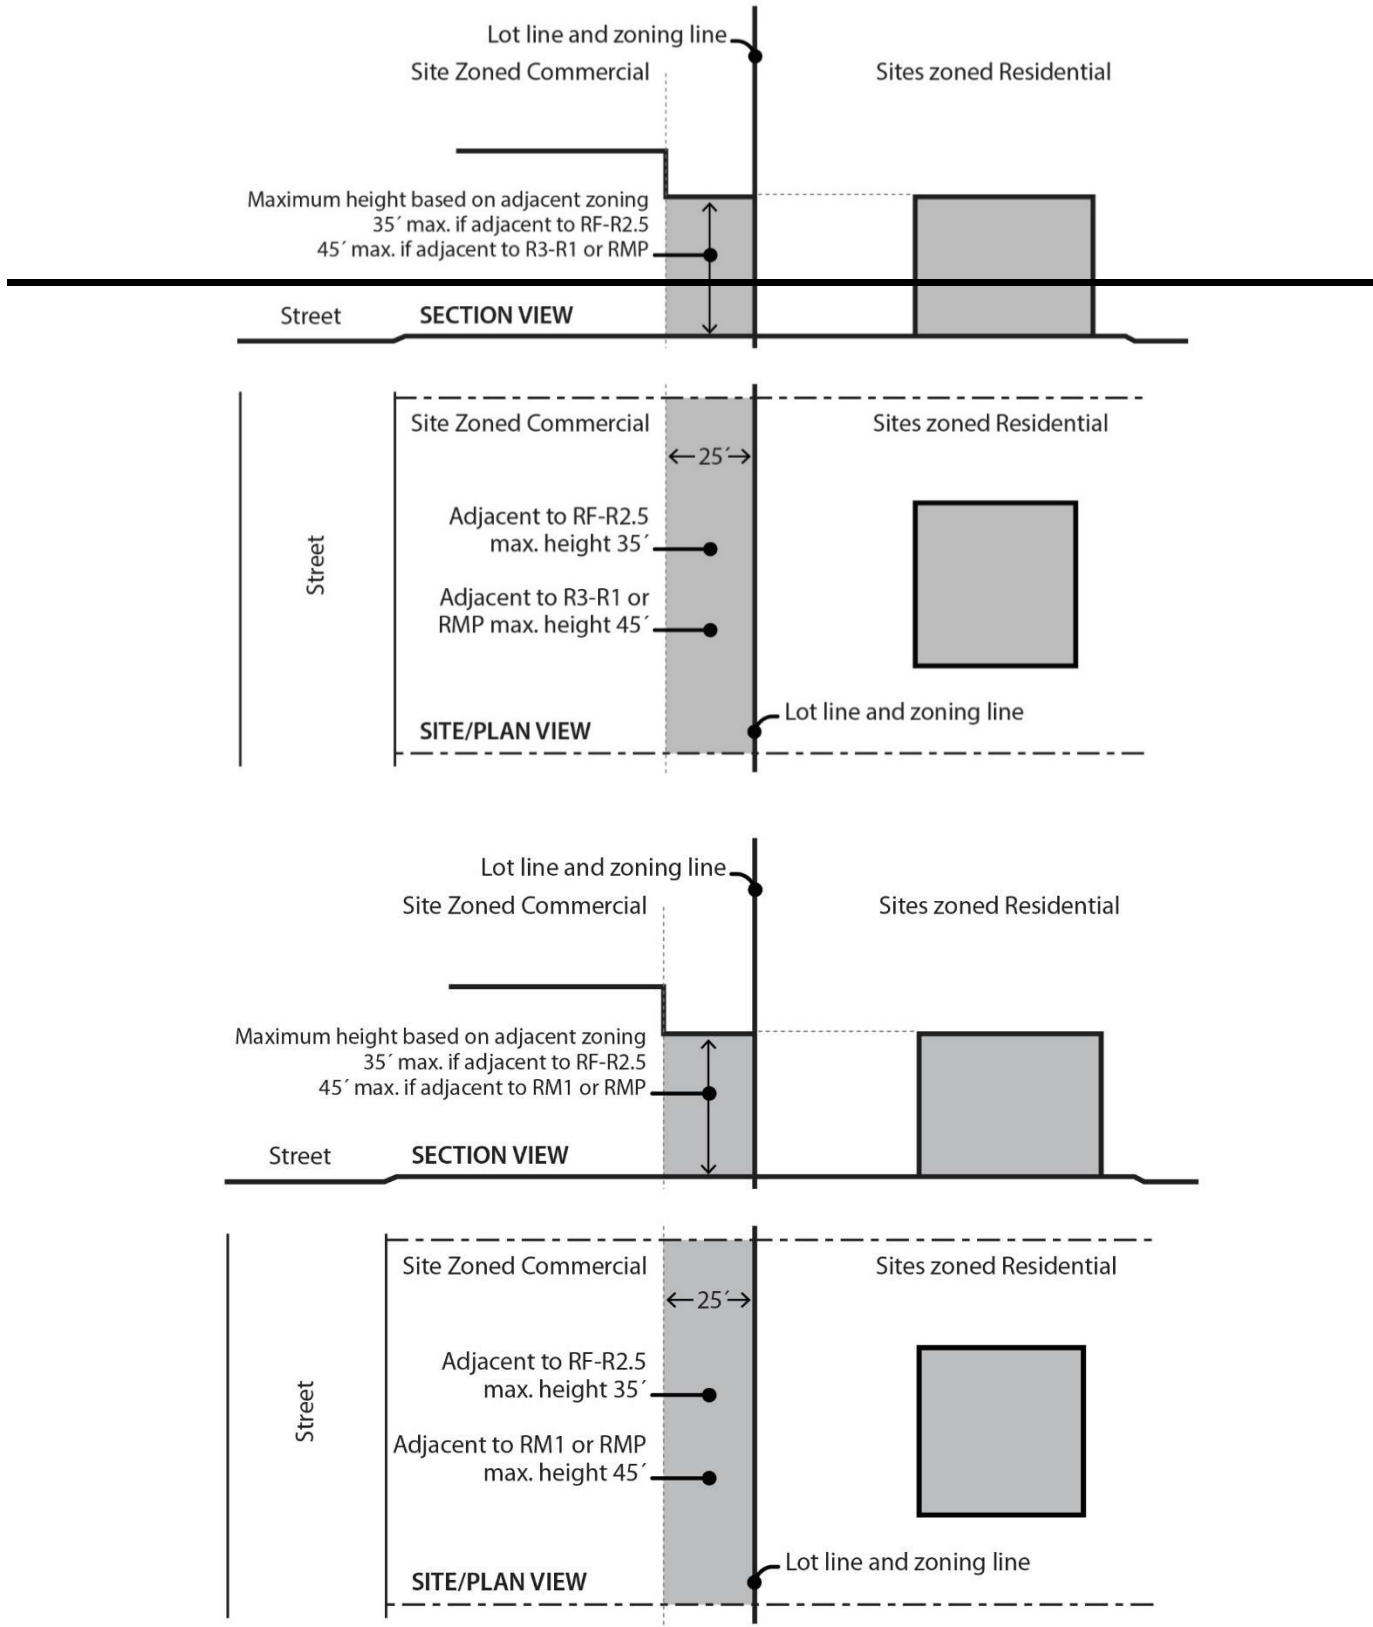 Lot line and zoning line
Site Zoned Commercial
Sites zoned Residential
Maximum height based on adjacent zoning
35´ max. if adjacent to RF-R2.5
45´ max. if adjacent to R3-R1 or RMP
Street
SECTION VIEW
Site Zoned Commercial
Sites zoned Residential
25´
Adjacent to RF-R2.5
max. height 35´
Street
Adjacent to R3-R1 or
RMP max. height 45´
Lot line and zoning line
SITE/PLAN VIEW
Lot line and zoning line
Site Zoned Commercial
Sites zoned Residential
Maximum height based on adjacent zoning
35´ max. if adjacent to RF-R2.5
45´ max. if adjacent to RM1 or RMP
Street
SECTION VIEW
Site Zoned Commercial
Sites zoned Residential
25´
Adjacent to RF-R2.5
max. height 35´
Street
Adjacent to RM1 or RMP
max. height 45´
Lot line and zoning line
SITE/PLAN VIEW